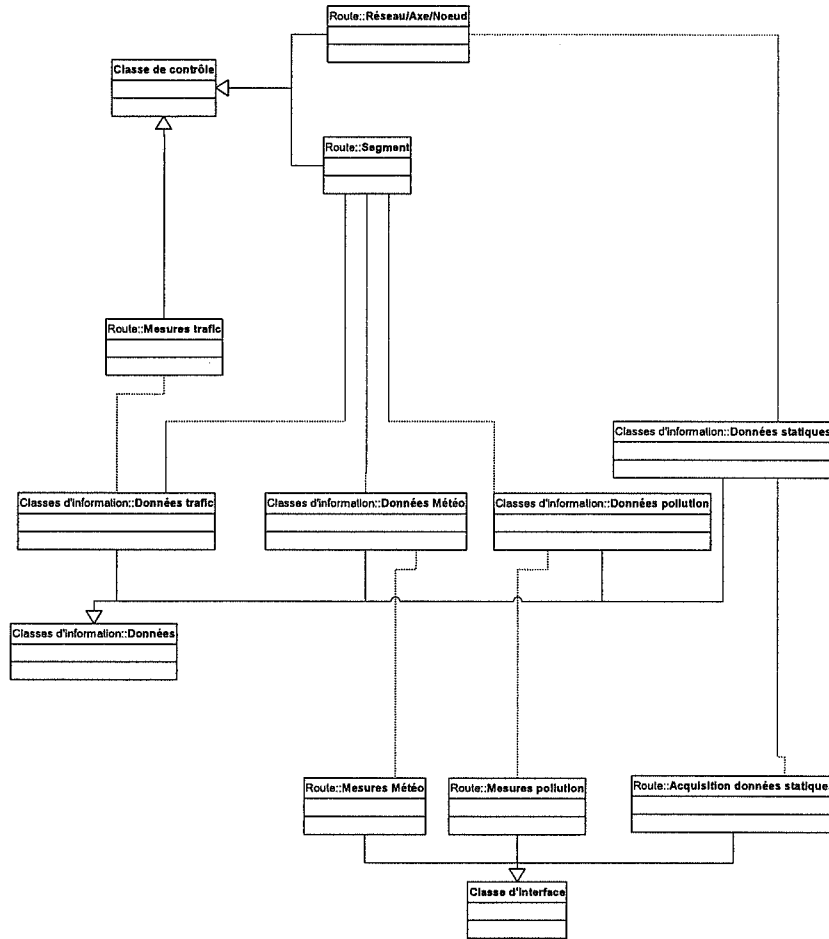 Route::Réseau/Axe/Noeud
Classe de contrôle
Route::Segment
Route::Mesures trafic
Classes d'information::Données statiques
Classes d'information::Données trafic
Classes d'information::Données Météo
Classes d'information::Données pollution
Classes d'information::Données
Route::Mesures Météo
Route::Mesures pollution
Route::Acquisition données statiques
Classe d'interface